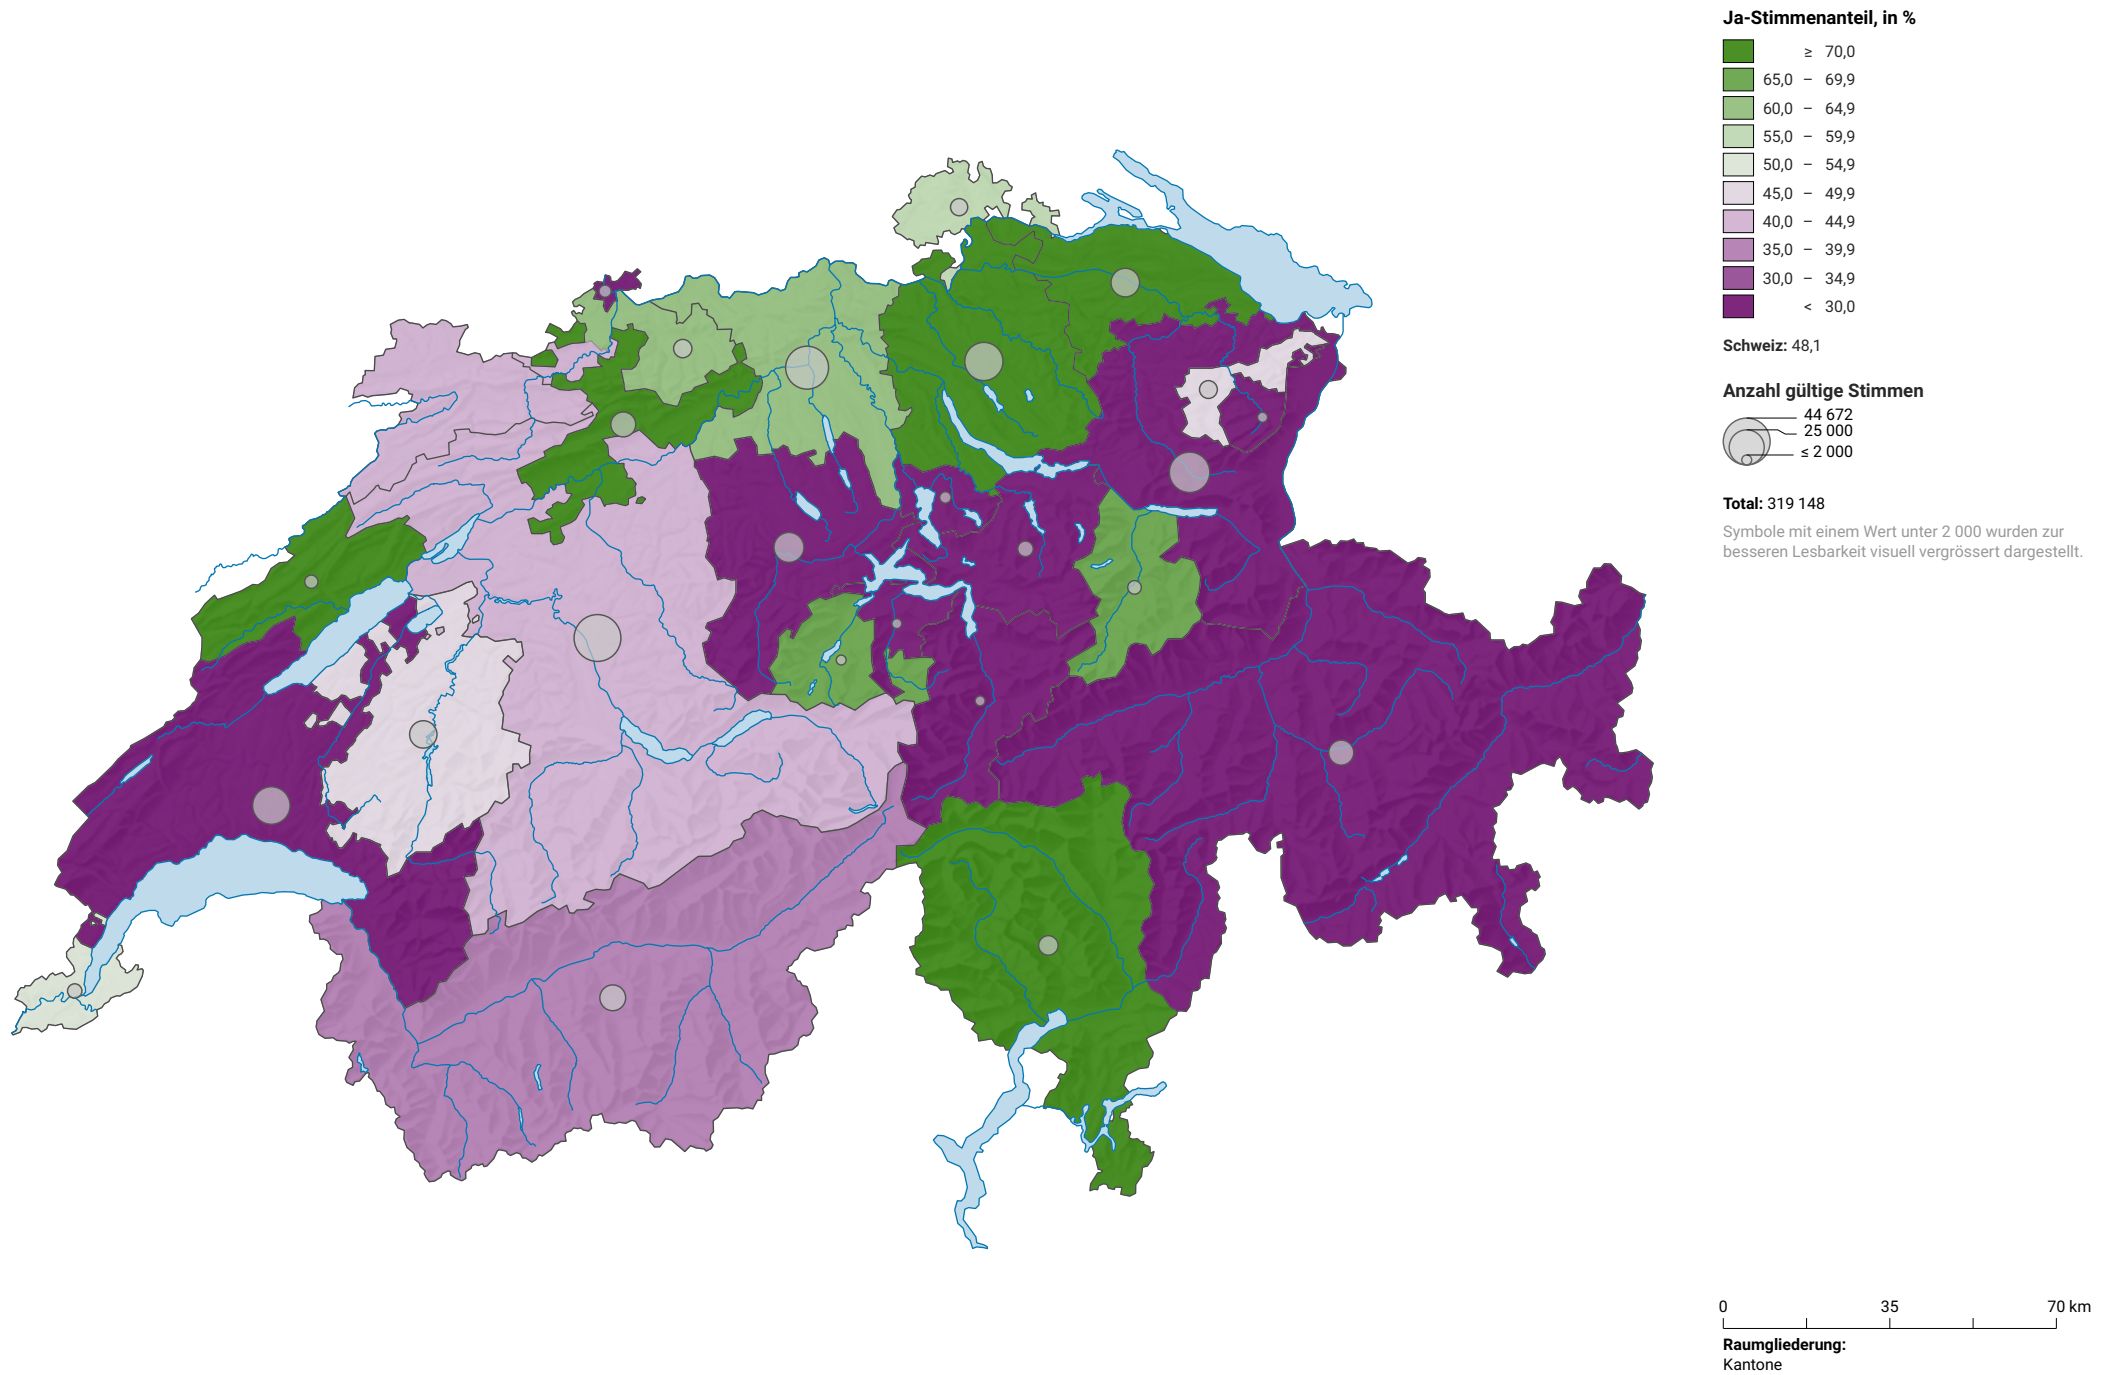 Ja-Stimmenanteil, in %
≥ 70,0
65,0 – 69,9
60,0 – 64,9
55,0 – 59,9
50,0 – 54,9
45,0 – 49,9
40,0 – 44,9
35,0 – 39,9
30,0 – 34,9
< 30,0
Schweiz: 48,1
Anzahl gültige Stimmen
44 672
25 000
≤ 2 000
Total: 319 148
Symbole mit einem Wert unter 2 000 wurden zur
besseren Lesbarkeit visuell vergrössert dargestellt.
0 35 70 km
Raumgliederung:
Kantone